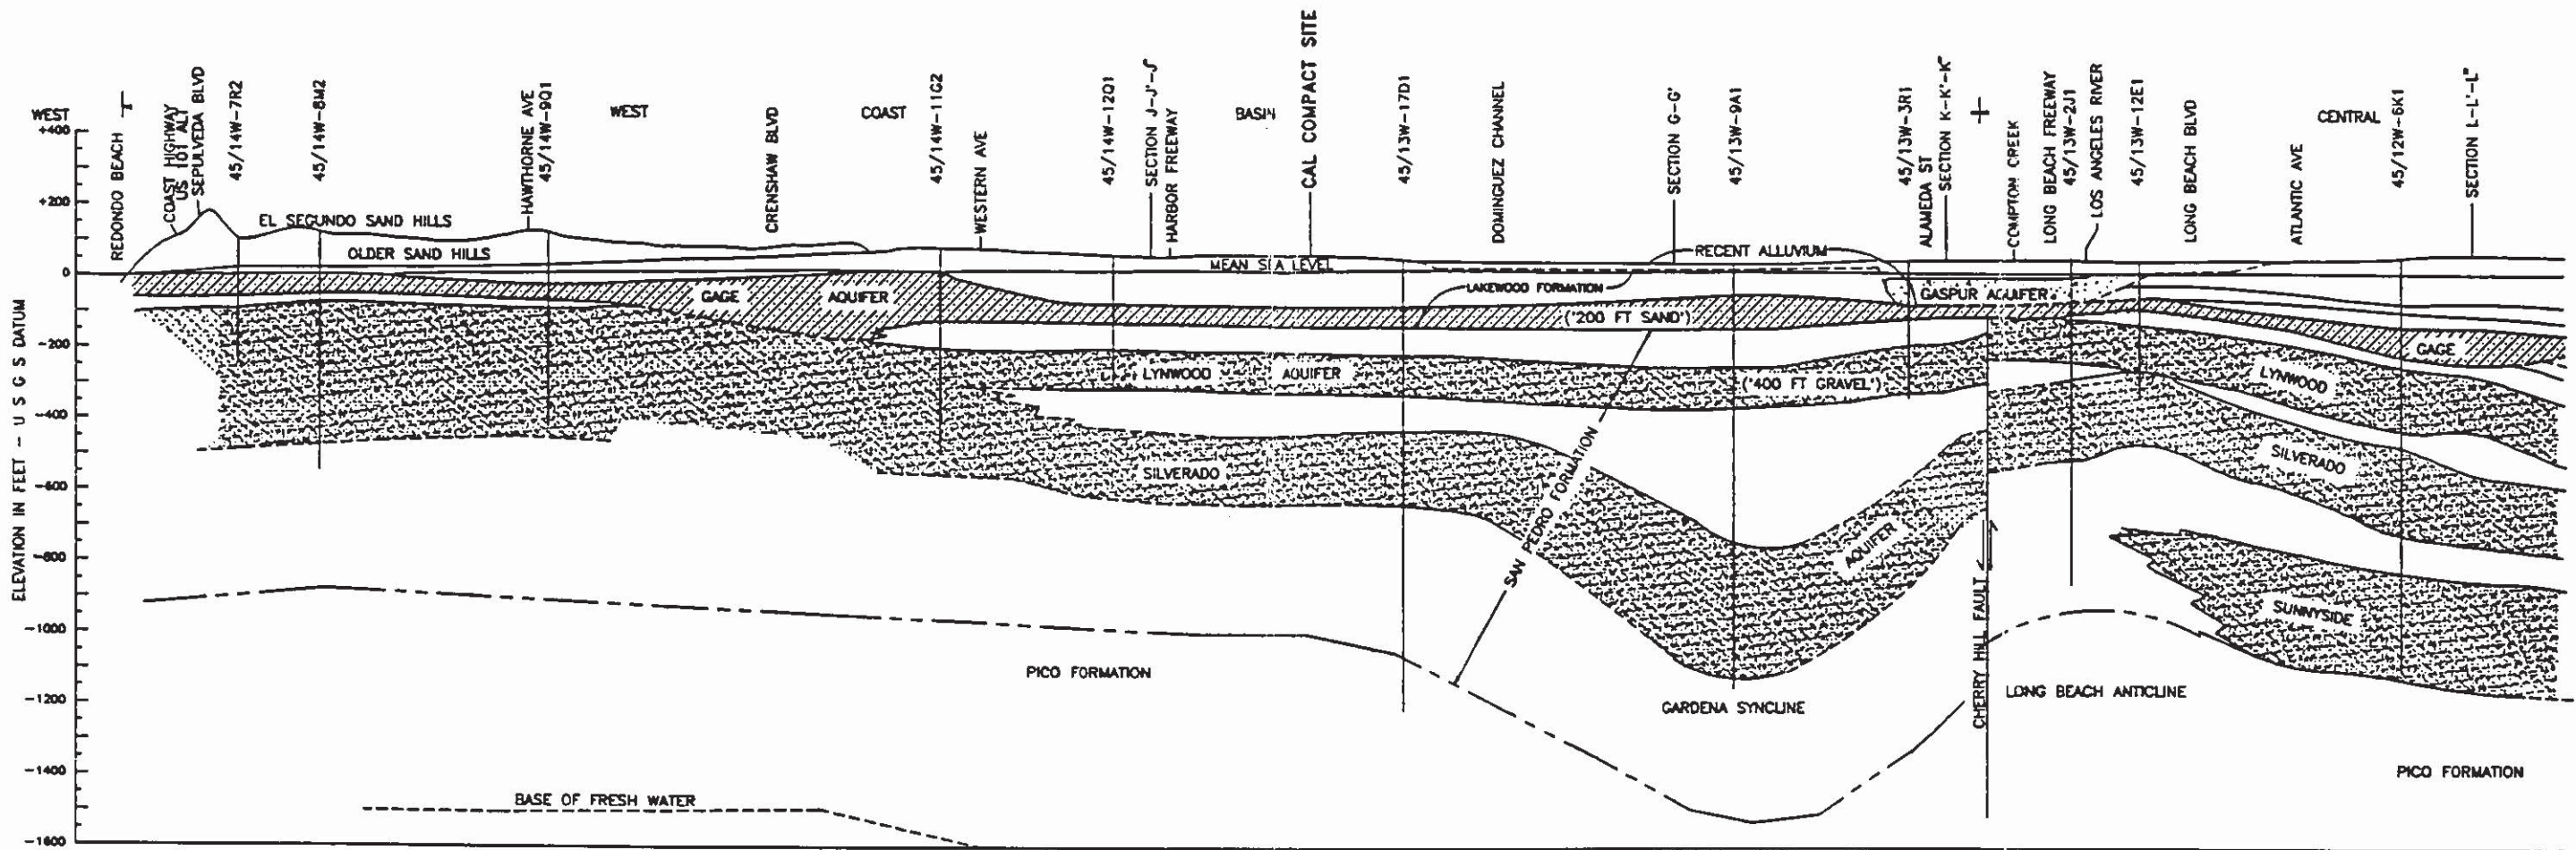 WEST
REDONDO BEACH
COAST HIGHWAY
US 101 ALT
SEPULVEDA BLVD
45/14W-7R2
45/14W-8M2
HAWTHORNE AVE
45/14W-9Q1
WEST
CRENSHAW BLVD
COAST
45/14W-11G2
WESTERN AVE
45/14W-12Q1
SECTION J-J'-J"
HARBOR FREEWAY
BASIN
CAL COMPACT SITE
45/13W-17D1
DOMINGUEZ CHANNEL
SECTION G-G'
45/13W-9A1
45/13W-3R1
ALAMEDA ST
SECTION K-K'-K"
COMPTOM CREEK
LONG BEACH FREEWAY
45/13W-2J1
LOS ANGELES RIVER
45/13W-12E1
LONG BEACH BLVD
ATLANTIC AVE
CENTRAL
45/12W-6K1
SECTION L-L'-L"
ELEVATION IN FEET - U S G S DATUM
+400
+200
0
-200
-400
-600
-800
-1000
-1200
-1400
-1600
EL SEGUNDO SAND HILLS
OLDER SAND HILLS
MEAN SEA LEVEL
RECENT ALLUVIUM
LAKEWOOD FORMATION
GAGE AQUIFER
('200 FT SAND')
GASPUR AQUIFER
GAGE
LYNWOOD AQUIFER
('400 FT GRAVEL')
LYNWOOD
SILVERADO
AQUIFER
SILVERADO
SAN PEDRO FORMATION
SUNNYSIDE
CHERRY HILL FAULT
PICO FORMATION
GARDENA SYNCLINE
LONG BEACH ANTICLINE
PICO FORMATION
BASE OF FRESH WATER